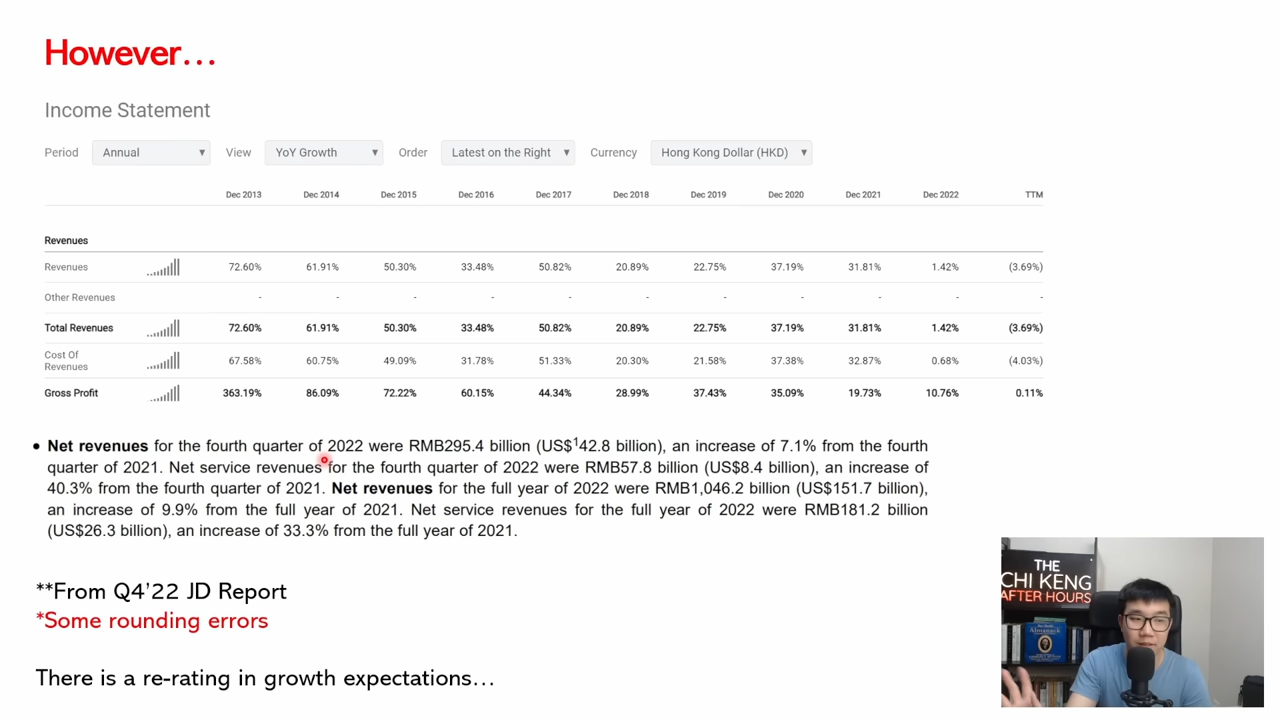 However…
Income Statement
Period Annual ▾ View YoY Growth ▾ Order Latest on the Right ▾ Currency Hong Kong Dollar (HKD) ▾
Dec 2013 Dec 2014 Dec 2015 Dec 2016 Dec 2017 Dec 2018 Dec 2019 Dec 2020 Dec 2021 Dec 2022 TTM
Revenues
Revenues 72.60% 61.91% 50.30% 33.48% 50.82% 20.89% 22.75% 37.19% 31.81% 1.42% (3.69%)
Other Revenues - - - - - - - - - - -
Total Revenues 72.60% 61.91% 50.30% 33.48% 50.82% 20.89% 22.75% 37.19% 31.81% 1.42% (3.69%)
Cost Of
Revenues 67.58% 60.75% 49.09% 31.78% 51.33% 20.30% 21.58% 37.38% 32.87% 0.68% (4.03%)
Gross Profit 363.19% 86.09% 72.22% 60.15% 44.34% 28.99% 37.43% 35.09% 19.73% 10.76% 0.11%
• Net revenues for the fourth quarter of 2022 were RMB295.4 billion (US$¹42.8 billion), an increase of 7.1% from the fourth
quarter of 2021. Net service revenues for the fourth quarter of 2022 were RMB57.8 billion (US$8.4 billion), an increase of
40.3% from the fourth quarter of 2021. Net revenues for the full year of 2022 were RMB1,046.2 billion (US$151.7 billion),
an increase of 9.9% from the full year of 2021. Net service revenues for the full year of 2022 were RMB181.2 billion
(US$26.3 billion), an increase of 33.3% from the full year of 2021.
**From Q4’22 JD Report
*Some rounding errors
There is a re-rating in growth expectations…
THE
CHI KENG
AFTER HOURS
Almanack